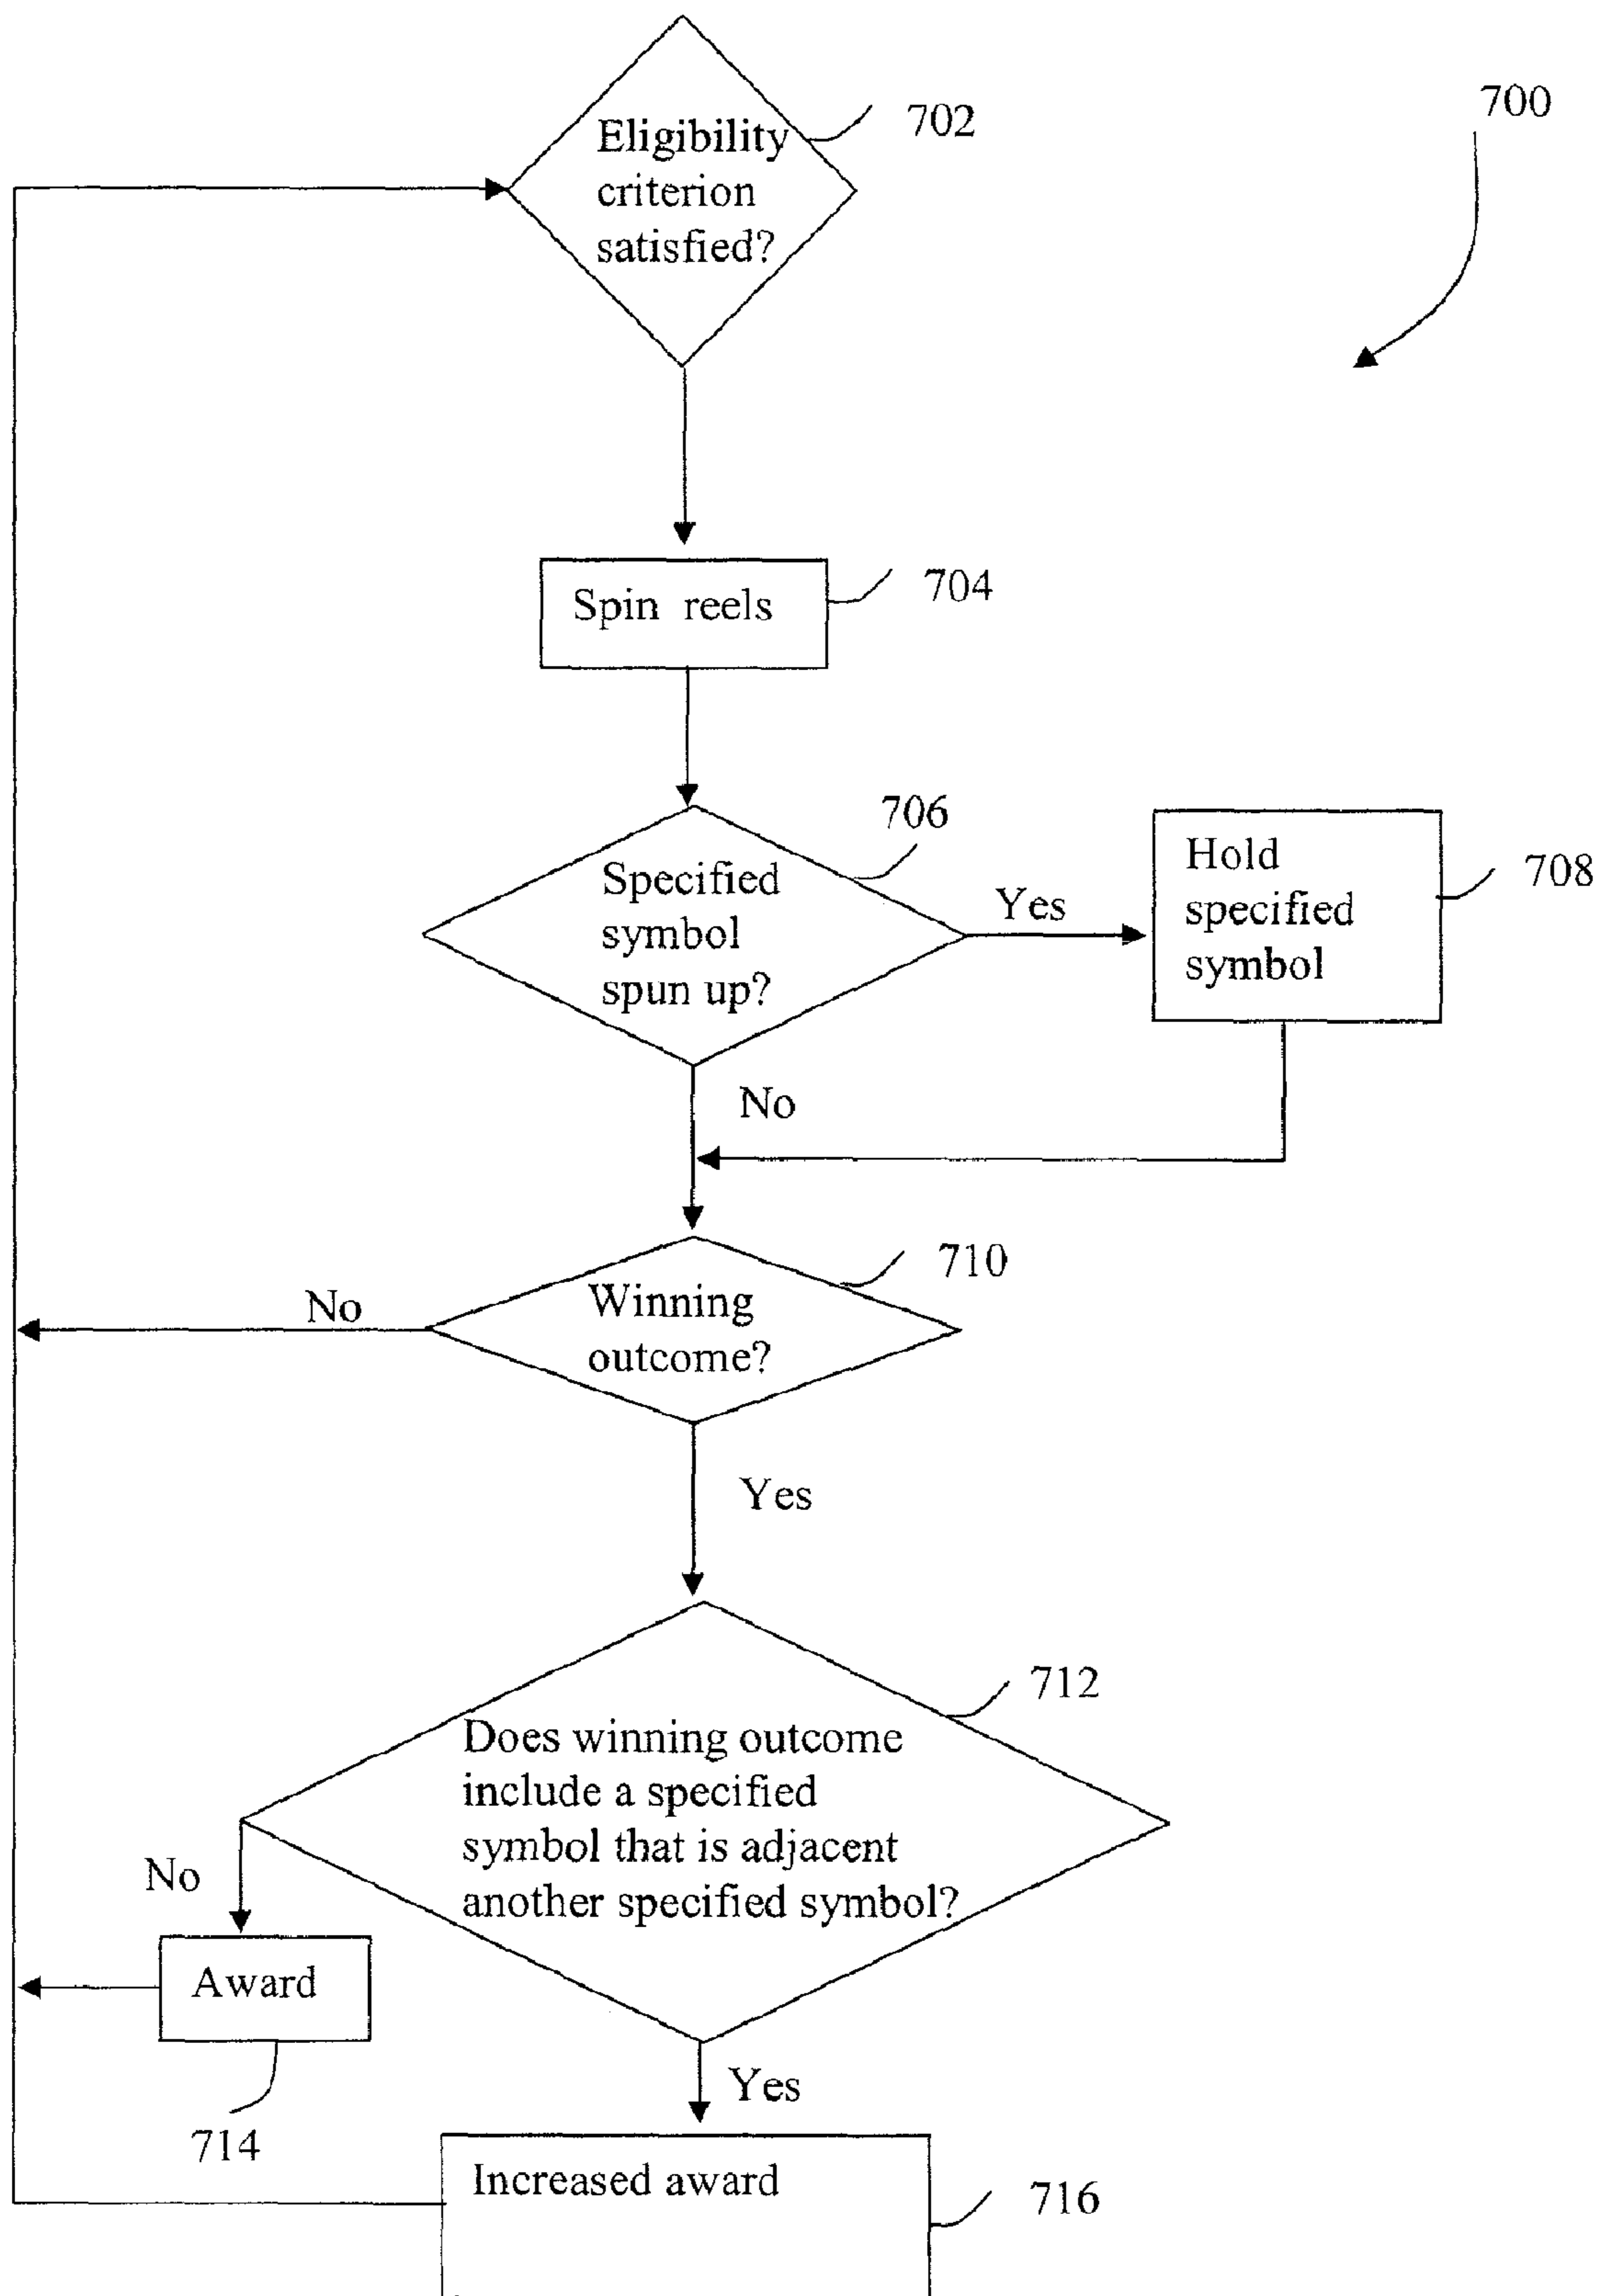 700
702
Eligibility
criterion
satisfied?
Spin reels
704
706
Specified
symbol
spun up?
Yes
Hold
specified
symbol
708
No
710
Winning
outcome?
No
Yes
712
Does winning outcome
include a specified
symbol that is adjacent
another specified symbol?
No
Award
714
Yes
Increased award
716